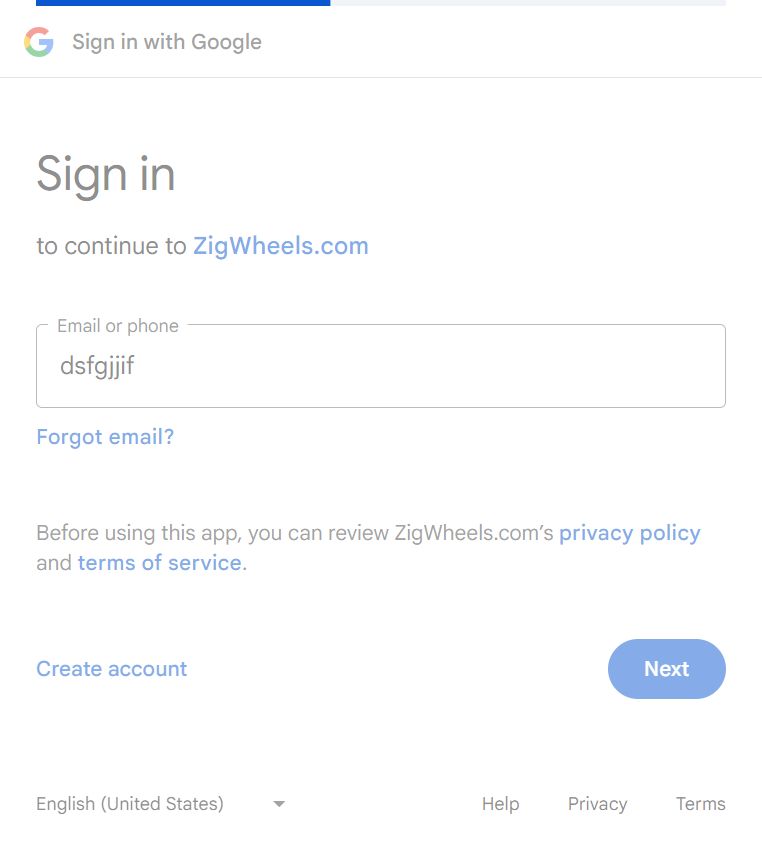 Sign in with Google
Sign in
to continue to ZigWheels.com
Email or phone
dsfgjjif
Forgot email?
Before using this app, you can review ZigWheels.com’s privacy policy
and terms of service.
Create account
Next
English (United States)
Help
Privacy
Terms